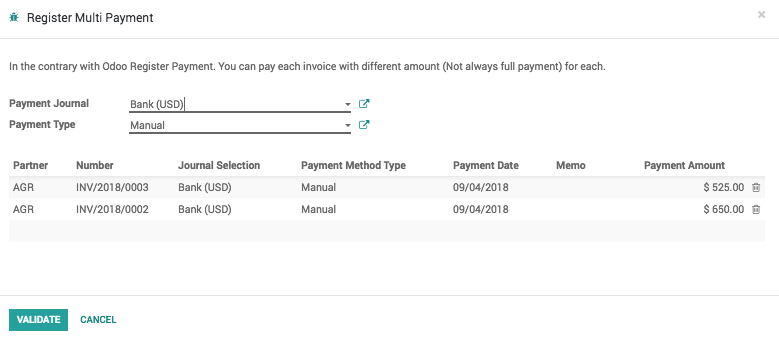 Register Multi Payment
×
In the contrary with Odoo Register Payment. You can pay each invoice with different amount (Not always full payment) for each.
Payment Journal Bank (USD)
Payment Type Manual
Partner Number Journal Selection Payment Method Type Payment Date Memo Payment Amount
AGR INV/2018/0003 Bank (USD) Manual 09/04/2018 $ 525.00
AGR INV/2018/0002 Bank (USD) Manual 09/04/2018 $ 650.00
VALIDATE CANCEL